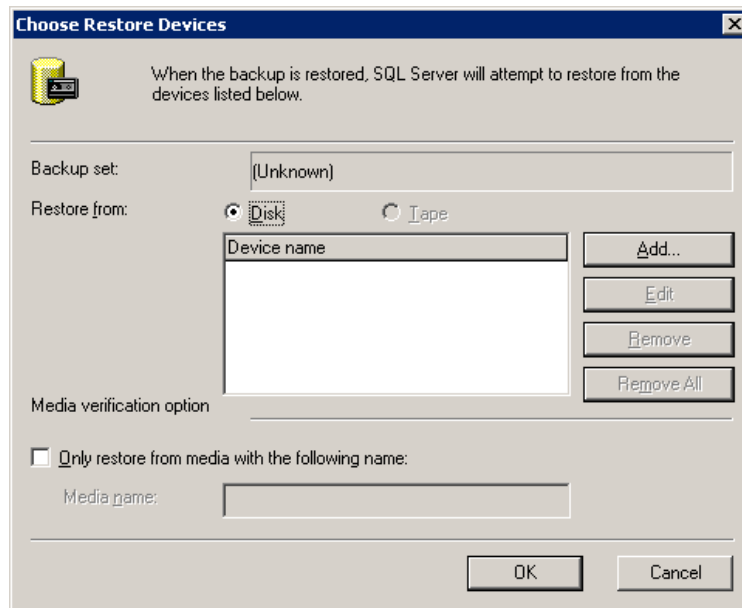 Choose Restore Devices
When the backup is restored, SQL Server will attempt to restore from the
devices listed below.
Backup set:
(Unknown)
Restore from:
Disk
Tape
Device name
Add...
Edit
Remove
Remove All
Media verification option
Only restore from media with the following name:
Media name:
OK
Cancel